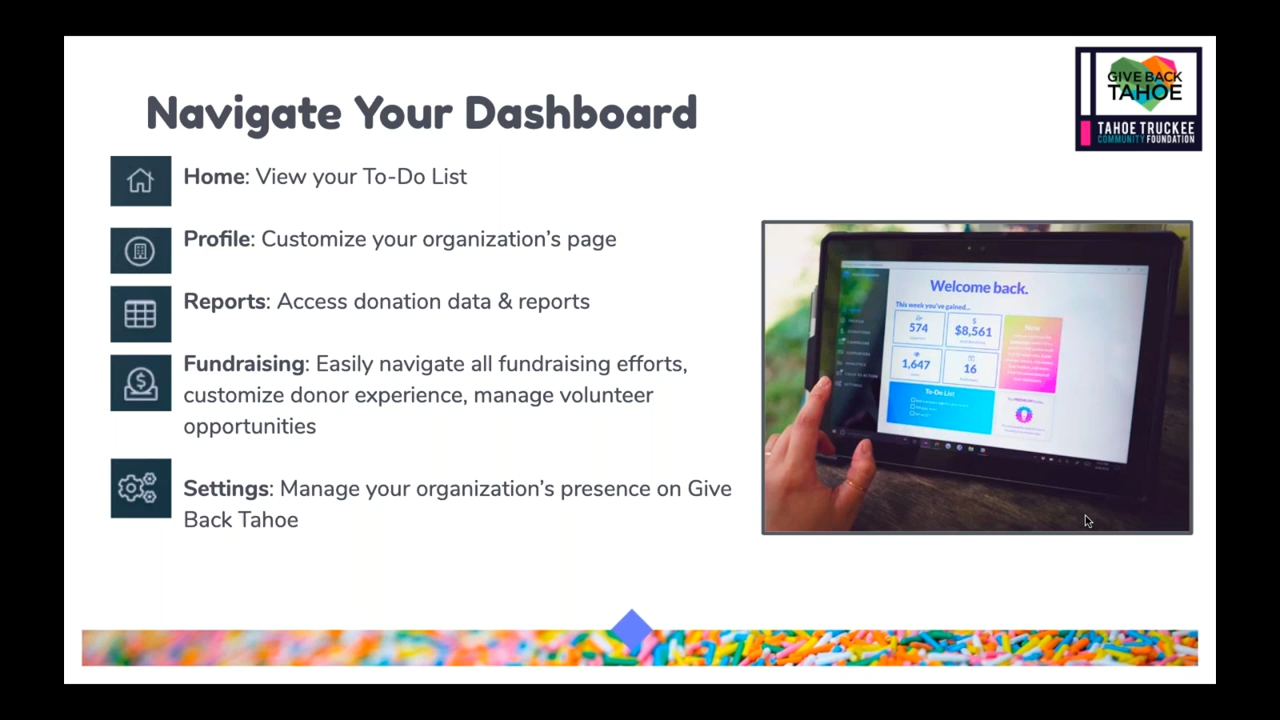 Navigate Your Dashboard
GIVE BACK
TAHOE
TAHOE TRUCKEE
COMMUNITY FOUNDATION
Home: View your To-Do List
Profile: Customize your organization's page
Reports: Access donation data & reports
Fundraising: Easily navigate all fundraising efforts,
customize donor experience, manage volunteer
opportunities
Settings: Manage your organization's presence on Give
Back Tahoe
Welcome back.
This week you've gained...
574
$8,561
1,647
16
New
To-Do List